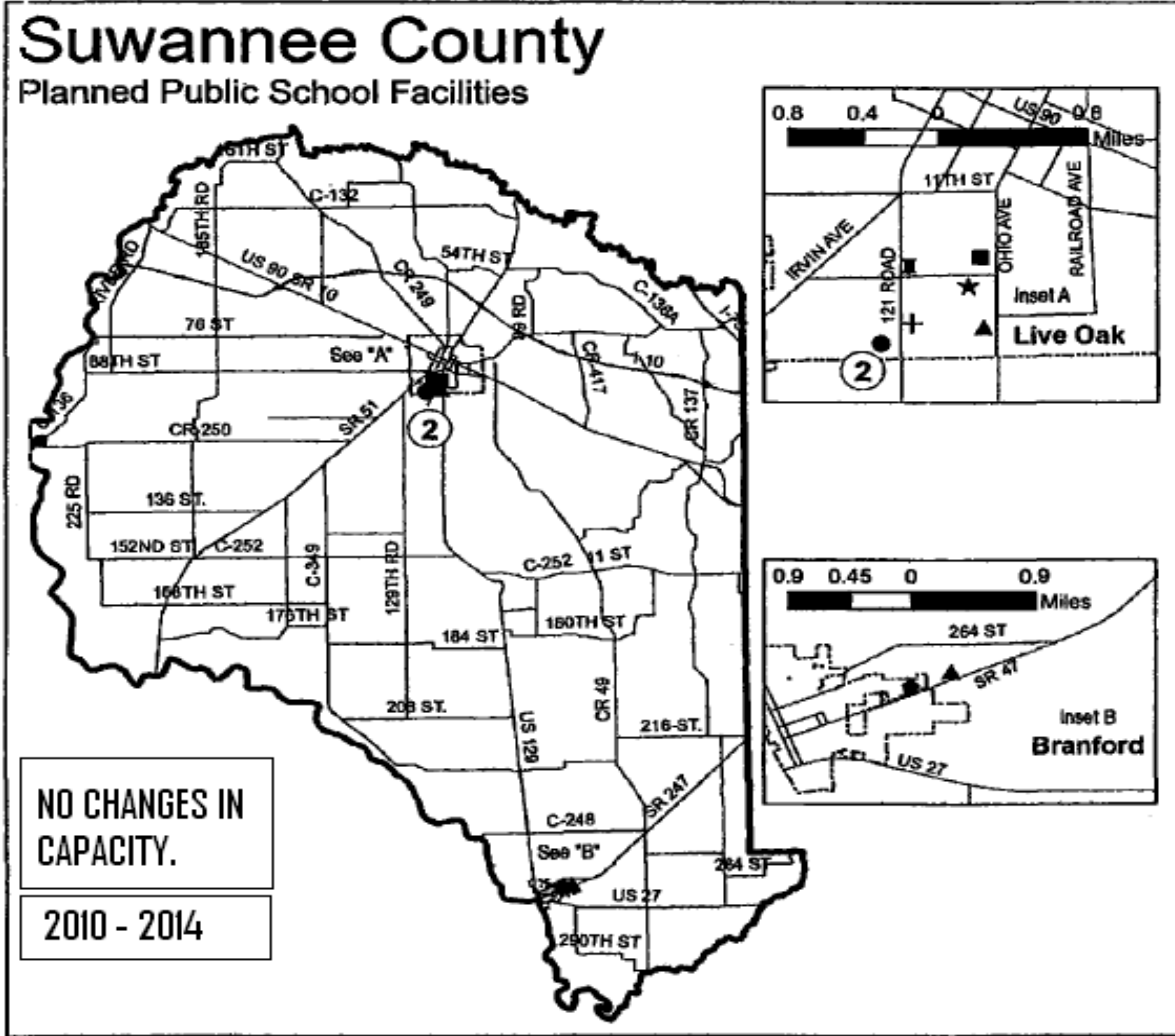 Suwannee County
Planned Public School Facilities
C-132
185TH RD
54TH ST
US 90 SR 10
CR 249
C-136A
76 ST
See "A"
88TH ST
CR-417
I 10
CR 137
SR 51
2
CR-250
225 RD
136 ST.
152ND ST.
C-252
C-349
129TH RD
C-252
11 ST
175TH ST
180TH ST
184 ST
208 ST.
US 129
CR 49
216-ST.
SR 247
C-248
See "B"
264 ST
US 27
290TH ST
NO CHANGES IN
CAPACITY.
2010 - 2014
US 90
0.8 0.4 0 0.8
Miles
11TH ST
IRVIN AVE
121 ROAD
OHIO AVE
RAILROAD AVE
Inset A
Live Oak
2
0.9 0.45 0 0.9
Miles
264 ST
SR 47
Inset B
Branford
US 27